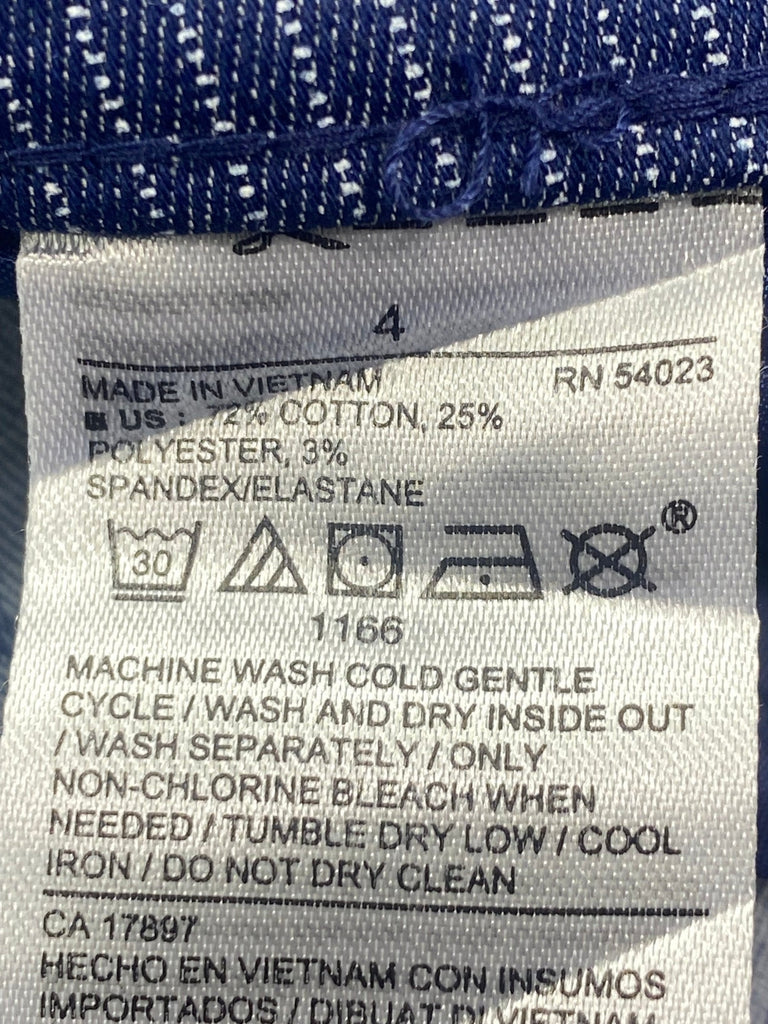 4
MADE IN VIETNAM RN 54023
US : 72% COTTON, 25%
POLYESTER, 3%
SPANDEX/ELASTANE
30 ®
1166
MACHINE WASH COLD GENTLE
CYCLE / WASH AND DRY INSIDE OUT
/ WASH SEPARATELY / ONLY
NON-CHLORINE BLEACH WHEN
NEEDED / TUMBLE DRY LOW / COOL
IRON / DO NOT DRY CLEAN
CA 17897
HECHO EN VIETNAM CON INSUMOS
IMPORTADOS / DIBUAT DI VIETNAM